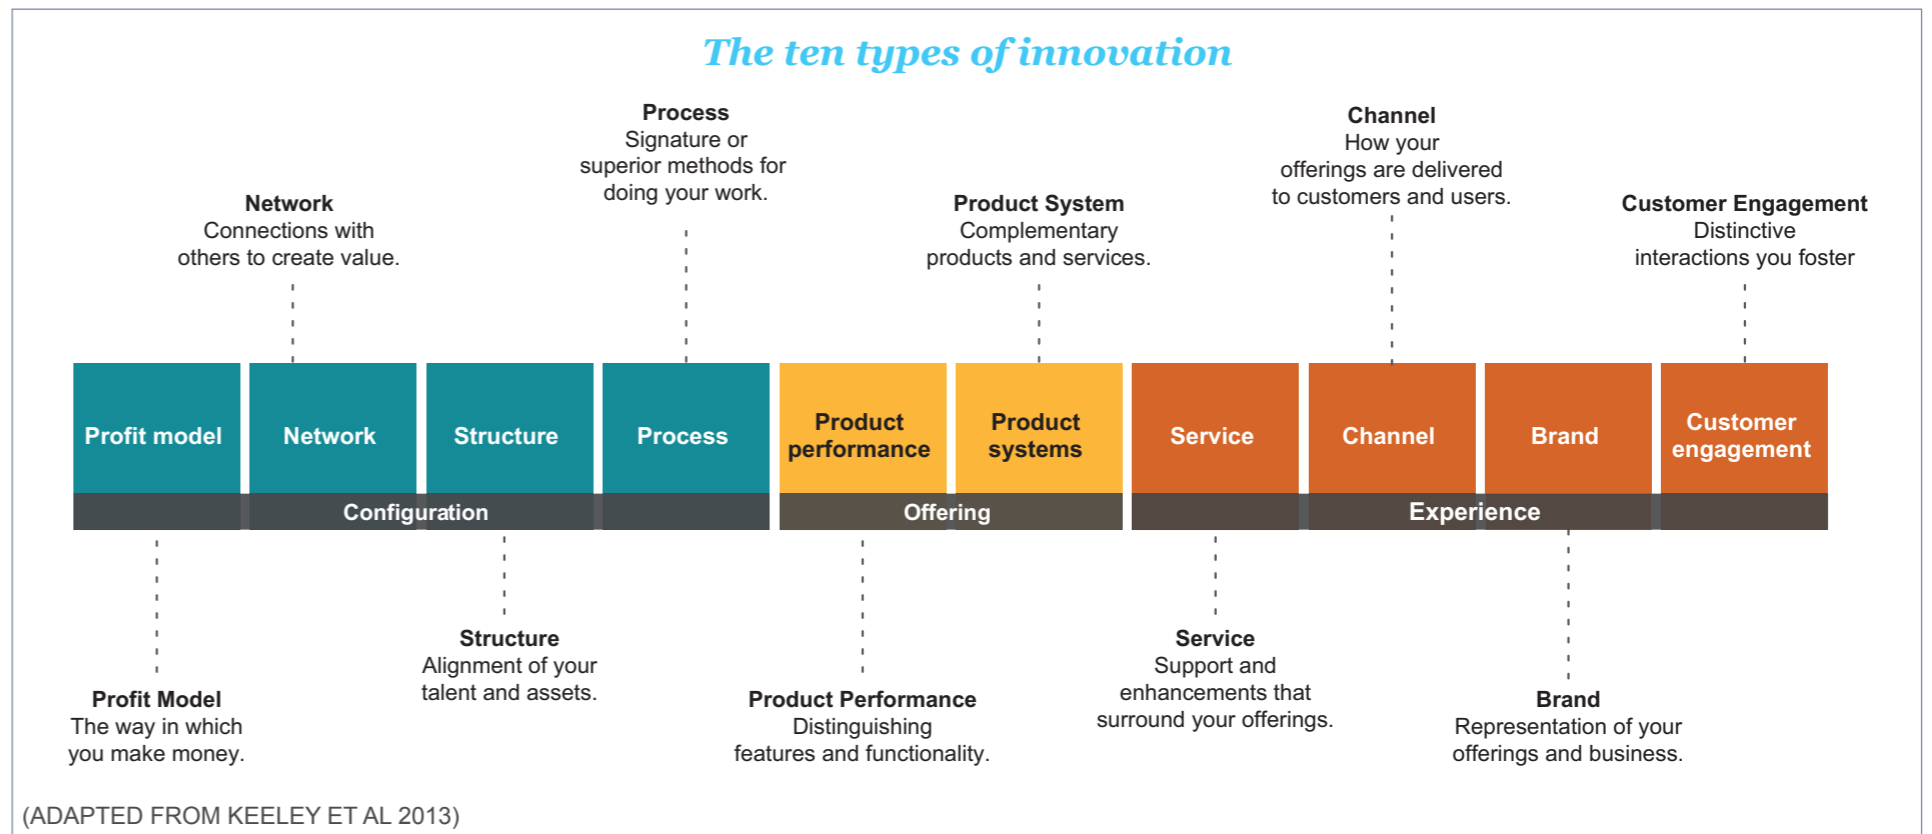 The ten types of innovation
Process
Signature or
superior methods for
doing your work.
Channel
How your
offerings are delivered
to customers and users.
Network
Connections with
others to create value.
Product System
Complementary
products and services.
Customer Engagement
Distinctive
interactions you foster
Profit model
Network
Structure
Process
Product
performance
Product
systems
Service
Channel
Brand
Customer
engagement
Configuration
Offering
Experience
Profit Model
The way in which
you make money.
Structure
Alignment of your
talent and assets.
Product Performance
Distinguishing
features and functionality.
Service
Support and
enhancements that
surround your offerings.
Brand
Representation of your
offerings and business.
(ADAPTED FROM KEELEY ET AL 2013)